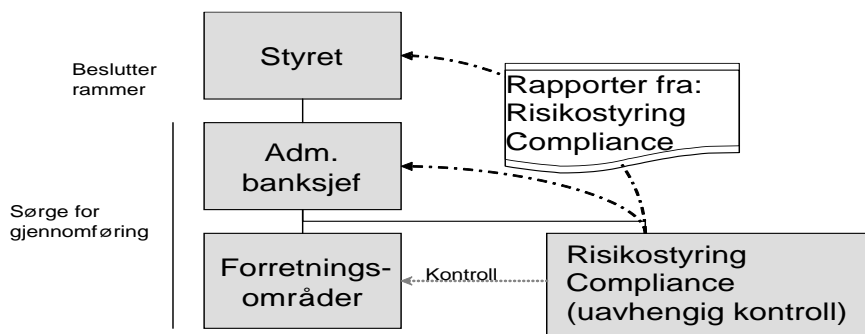 Styret
Beslutter
rammer
Rapporter fra:
Risikostyring
Compliance
Adm.
banksjef
Sørge for
gjennomføring
Forretnings-
områder
Kontroll
Risikostyring
Compliance
(uavhengig kontroll)